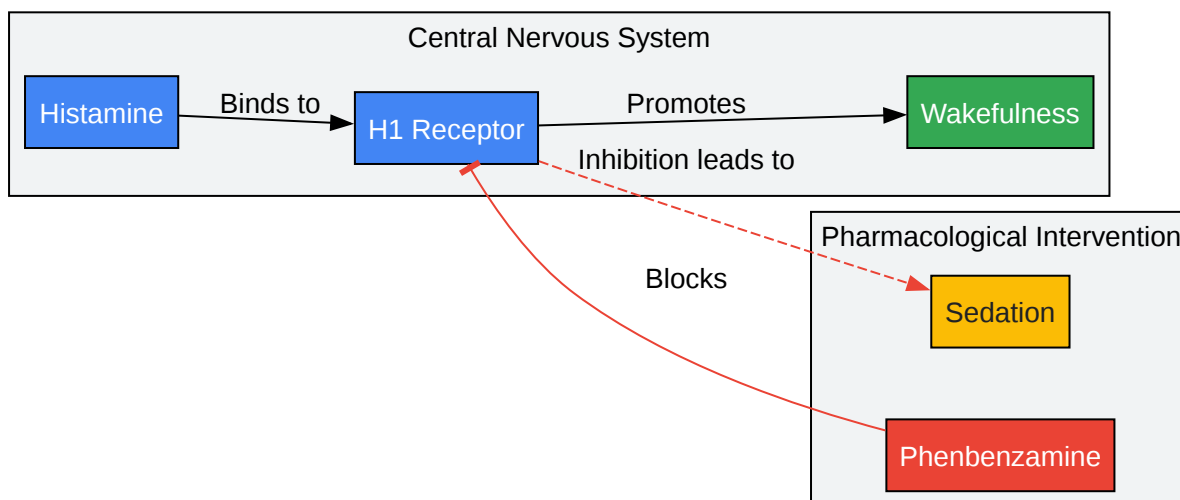 Central Nervous System
Histamine
Binds to
H1 Receptor
Promotes
Wakefulness
Inhibition leads to
Pharmacological Intervention
Blocks
Sedation
Phenbenzamine